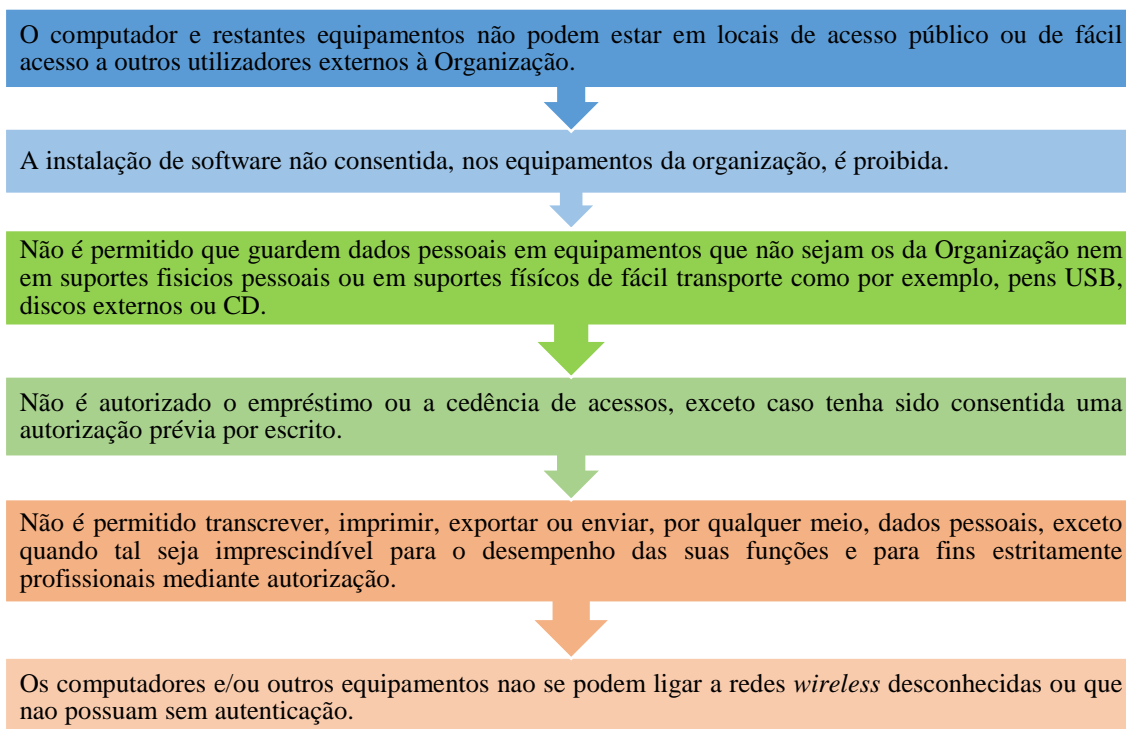 O computador e restantes equipamentos não podem estar em locais de acesso público ou de fácil
acesso a outros utilizadores externos à Organização.
A instalação de software não consentida, nos equipamentos da organização, é proibida.
Não é permitido que guardem dados pessoais em equipamentos que não sejam os da Organização nem
em suportes fisicios pessoais ou em suportes físícos de fácil transporte como por exemplo, pens USB,
discos externos ou CD.
Não é autorizado o empréstimo ou a cedência de acessos, exceto caso tenha sido consentida uma
autorização prévia por escrito.
Não é permitido transcrever, imprimir, exportar ou enviar, por qualquer meio, dados pessoais, exceto
quando tal seja imprescindível para o desempenho das suas funções e para fins estritamente
profissionais mediante autorização.
Os computadores e/ou outros equipamentos nao se podem ligar a redes wireless desconhecidas ou que
nao possuam sem autenticação.